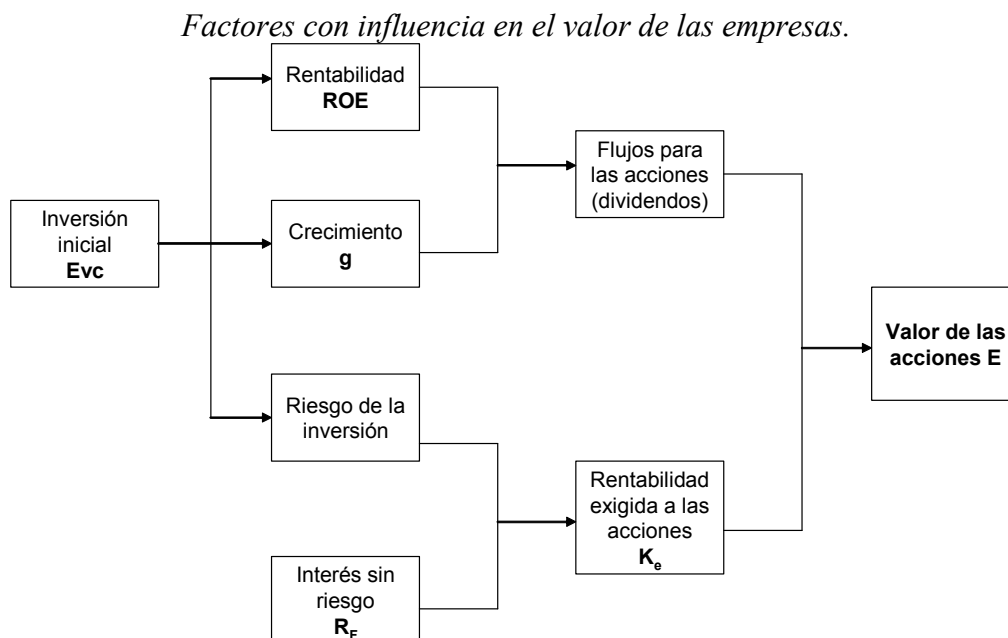 Factores con influencia en el valor de las empresas.
Rentabilidad
ROE
Flujos para
las acciones
(dividendos)
Inversión
inicial
Evc
Crecimiento
g
Valor de las
acciones E
Riesgo de la
inversión
Rentabilidad
exigida a las
acciones
Ke
Interés sin
riesgo
RF